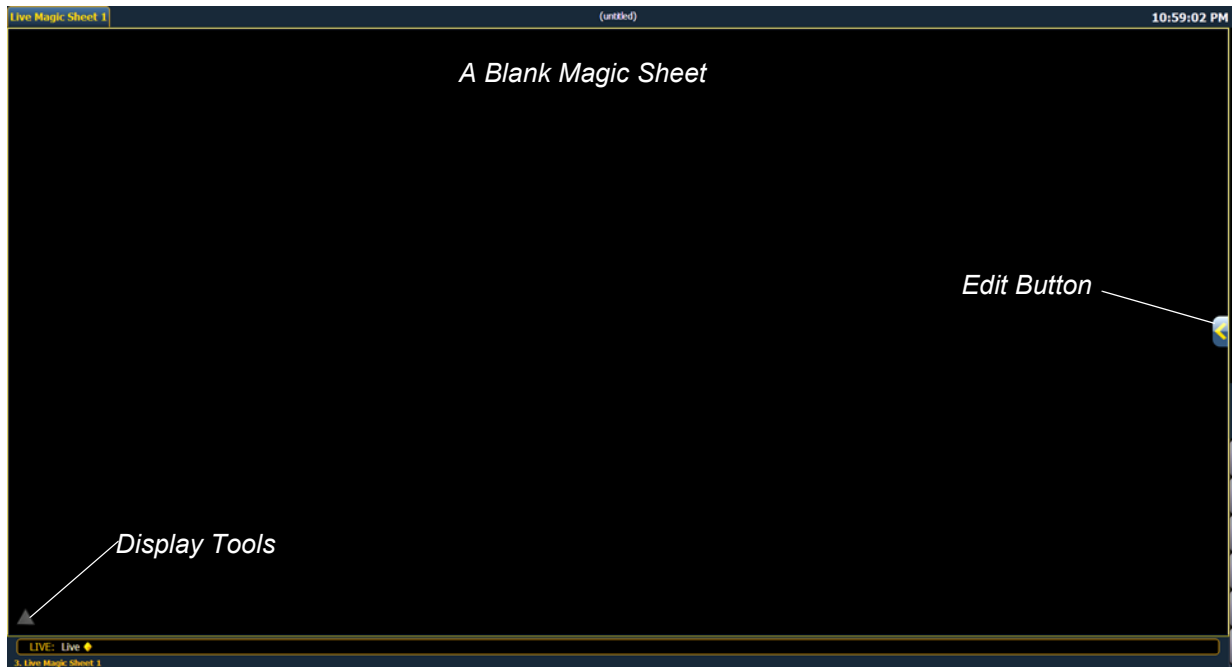 Live Magic Sheet 1
(untitled)
10:59:02 PM
A Blank Magic Sheet
Edit Button
Display Tools
LIVE: Live
3. Live Magic Sheet 1